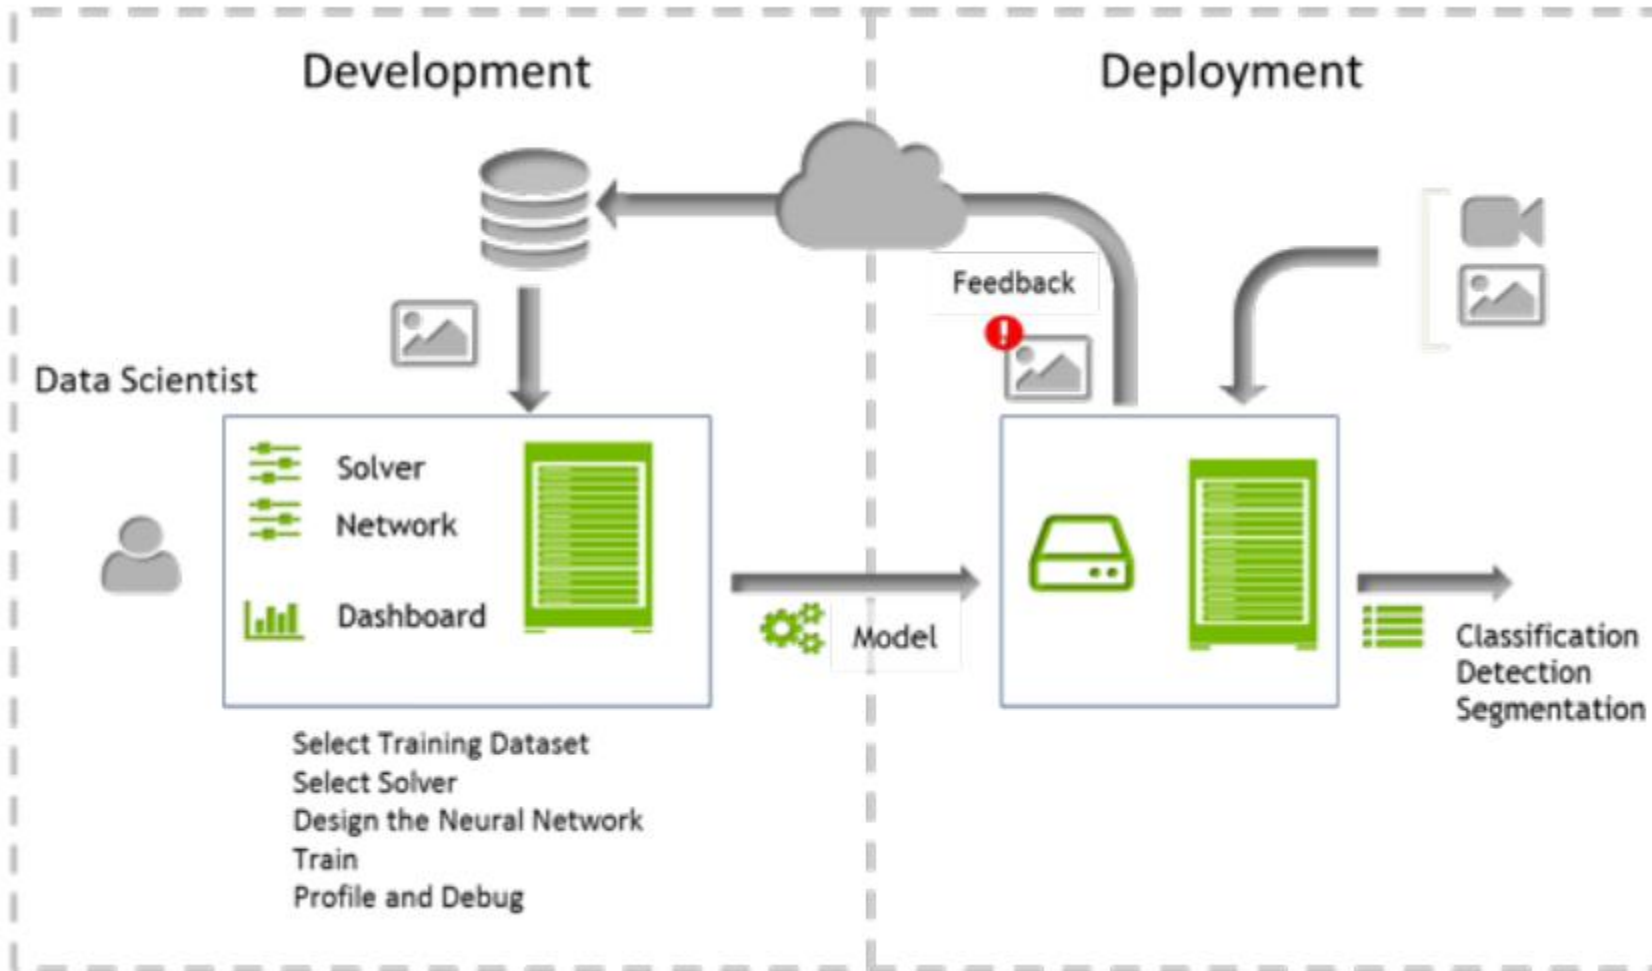 Development
Deployment
Feedback
Data Scientist
Solver
Network
Dashboard
Model
Classification
Detection
Segmentation
Select Training Dataset
Select Solver
Design the Neural Network
Train
Profile and Debug